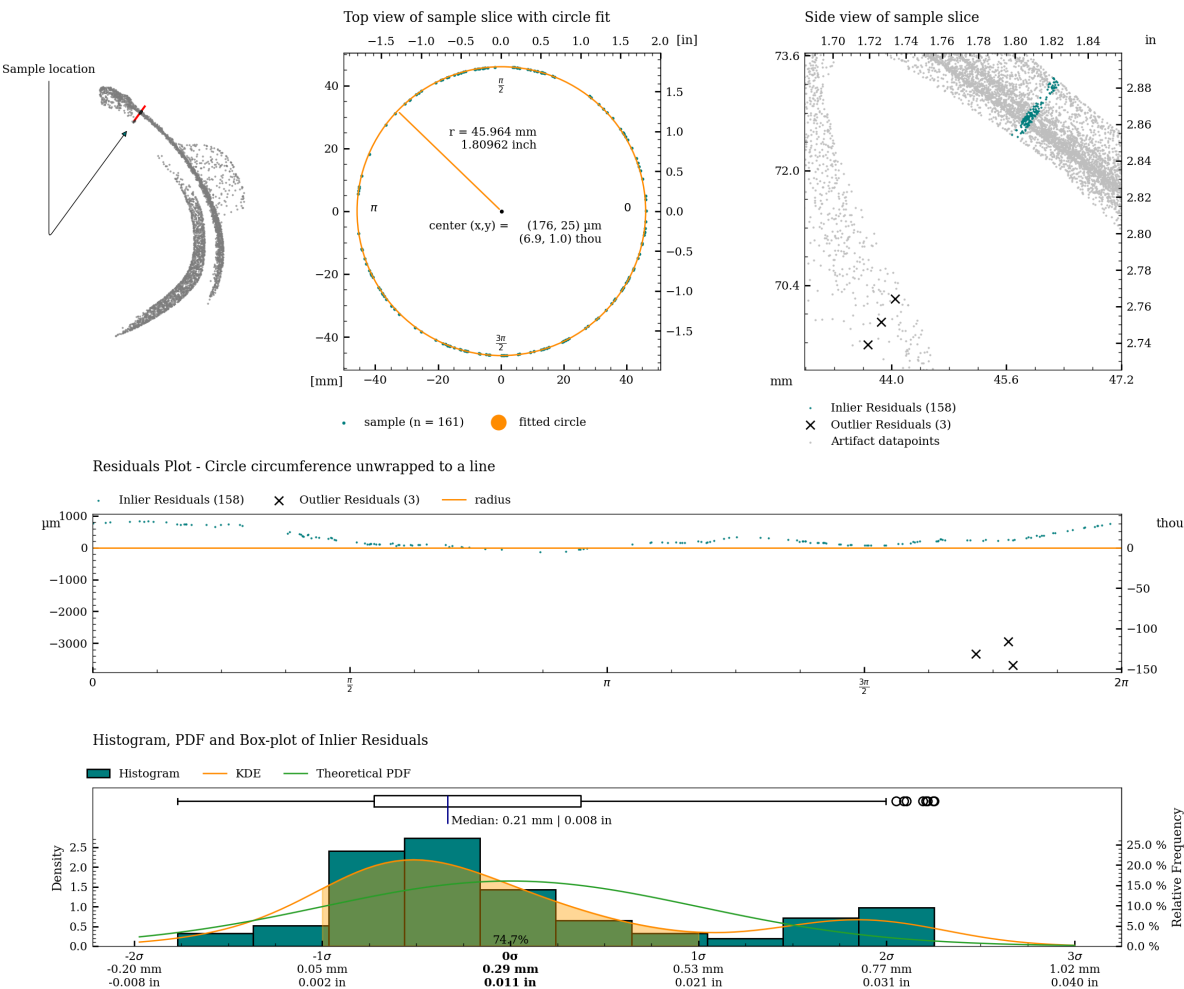 Sample location
Top view of sample slice with circle fit
−1.5 −1.0 −0.5 0.0 0.5 1.0 1.5 2.0 [in]
40
20
0
−20
−40
π/2
r = 45.964 mm
1.80962 inch
π
0
center (x,y) = (176, 25) µm
(6.9, 1.0) thou
3π/2
1.5
1.0
0.5
0.0
−0.5
−1.0
−1.5
[mm] −40 −20 0 20 40
sample (n = 161)
fitted circle
Side view of sample slice
1.70 1.72 1.74 1.76 1.78 1.80 1.82 1.84 in
73.6
72.0
70.4
2.88
2.86
2.84
2.82
2.80
2.78
2.76
2.74
mm 44.0 45.6 47.2
Inlier Residuals (158)
Outlier Residuals (3)
Artifact datapoints
Residuals Plot - Circle circumference unwrapped to a line
Inlier Residuals (158) Outlier Residuals (3) radius
µm
1000
0
−1000
−2000
−3000
thou
0
−50
−100
−150
0 π/2 π 3π/2 2π
Histogram, PDF and Box-plot of Inlier Residuals
Histogram KDE Theoretical PDF
Median: 0.21 mm | 0.008 in
Density
2.5
2.0
1.5
1.0
0.5
0.0
74.7%
Relative Frequency
25.0 %
20.0 %
15.0 %
10.0 %
5.0 %
0.0 %
-2σ -1σ 0σ 1σ 2σ 3σ
-0.20 mm 0.05 mm 0.29 mm 0.53 mm 0.77 mm 1.02 mm
-0.008 in 0.002 in 0.011 in 0.021 in 0.031 in 0.040 in